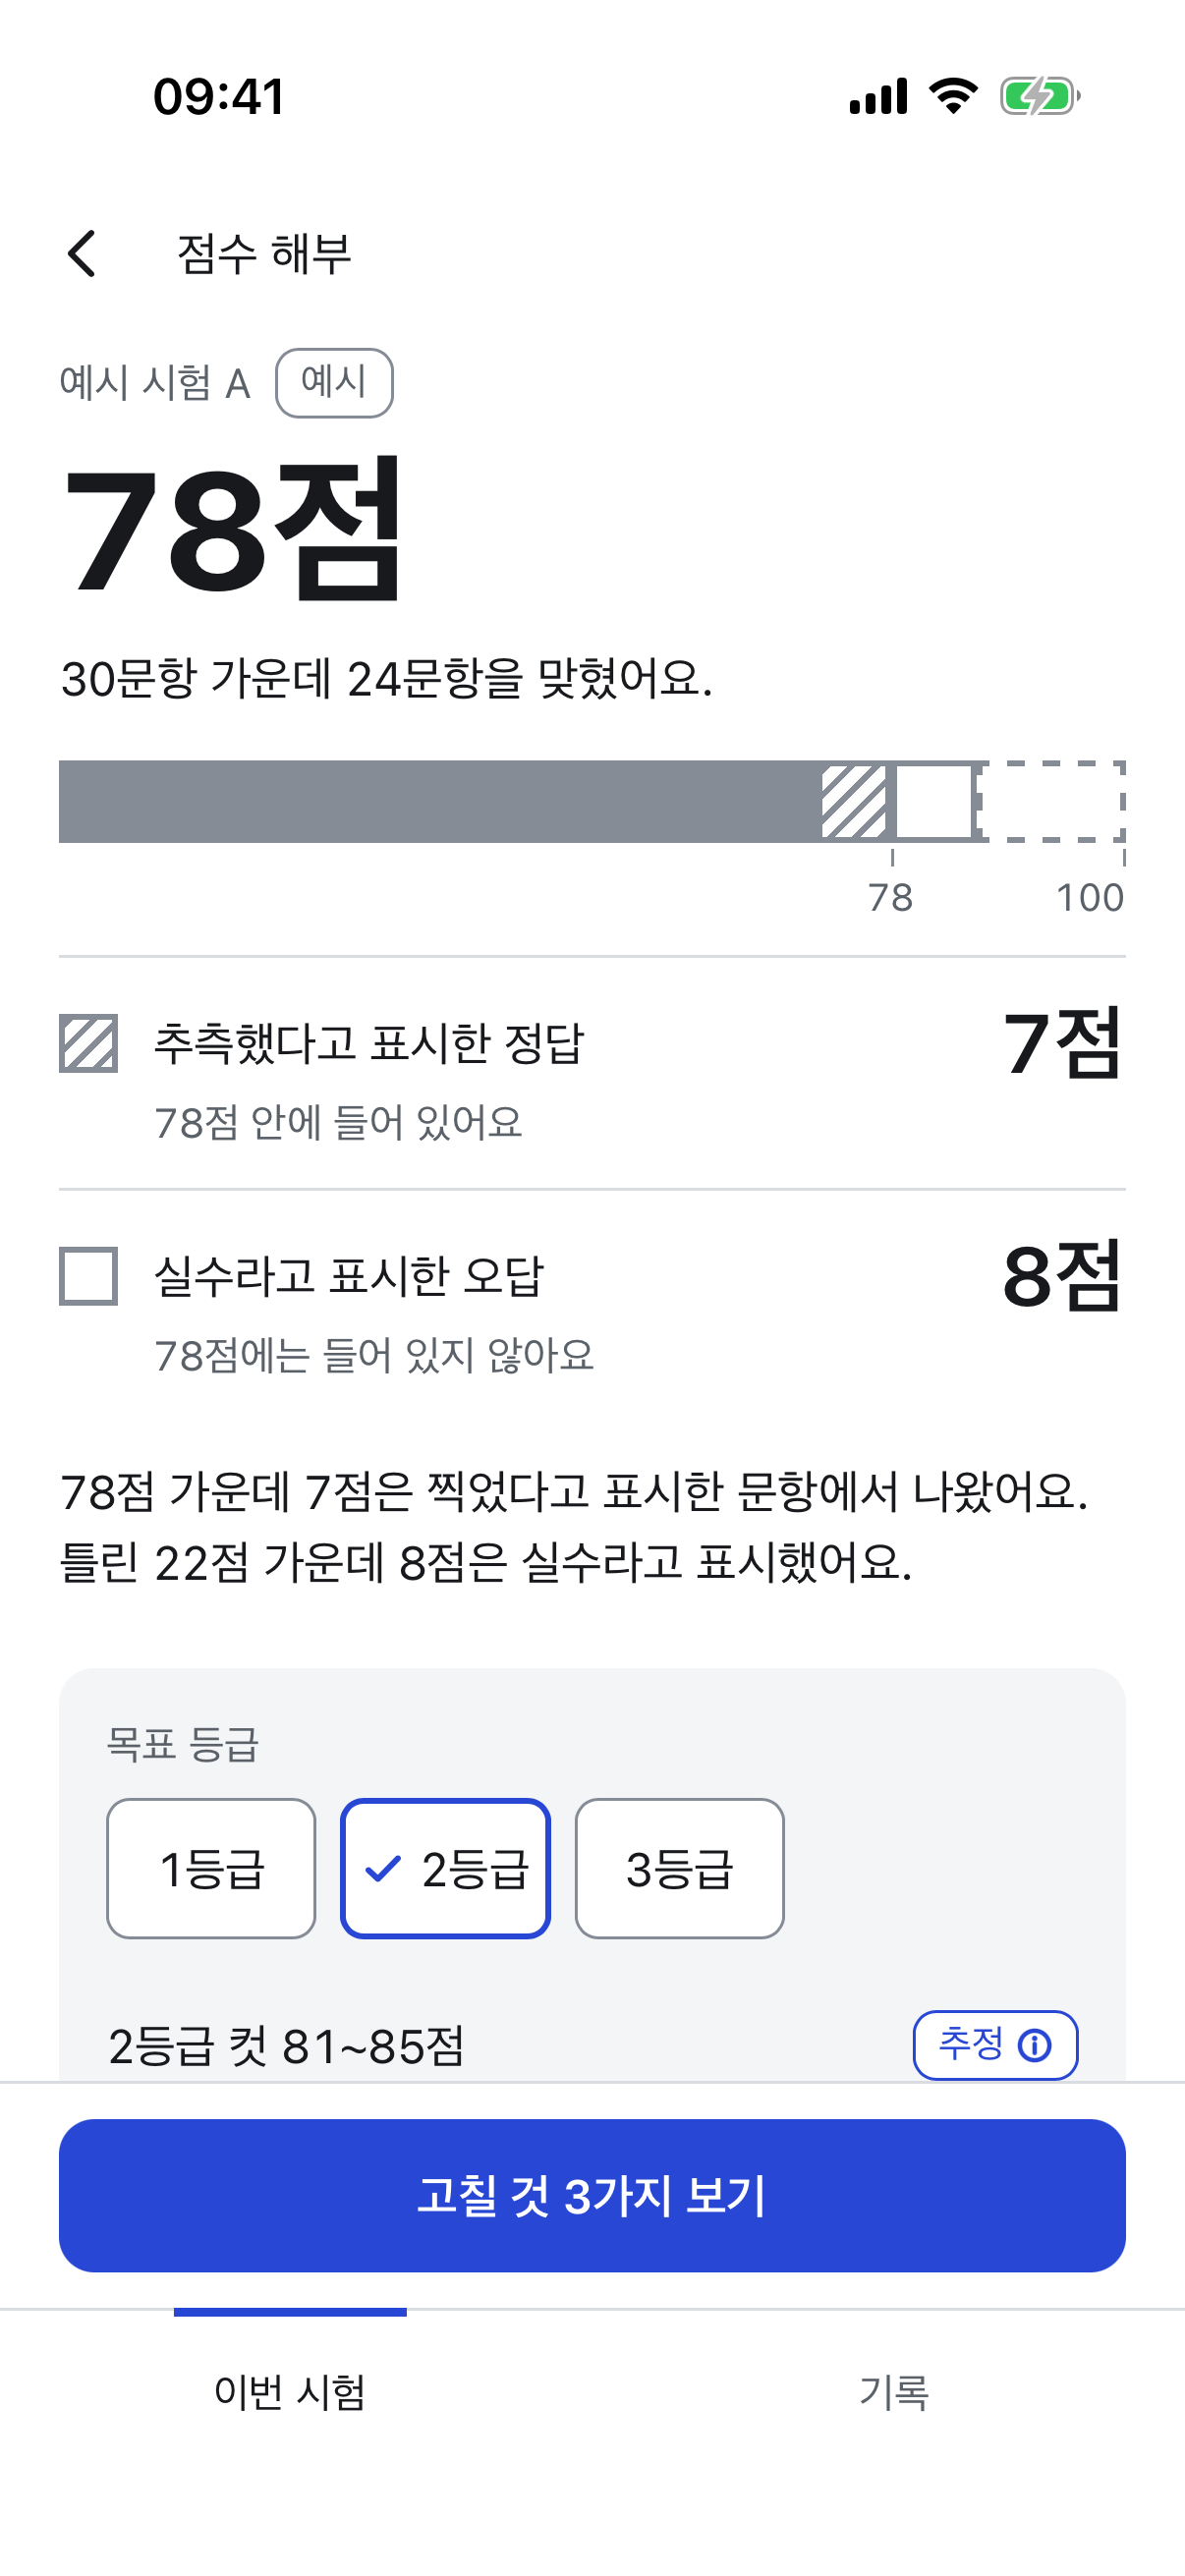 09:41
점수 해부
예시 시험 A 예시
78점
30문항 가운데 24문항을 맞혔어요.
78 100
추측했다고 표시한 정답 7점
78점 안에 들어 있어요
실수라고 표시한 오답 8점
78점에는 들어 있지 않아요
78점 가운데 7점은 찍었다고 표시한 문항에서 나왔어요.
틀린 22점 가운데 8점은 실수라고 표시했어요.
목표 등급
1등급 2등급 3등급
2등급 컷 81~85점 추정
고칠 것 3가지 보기
이번 시험 기록